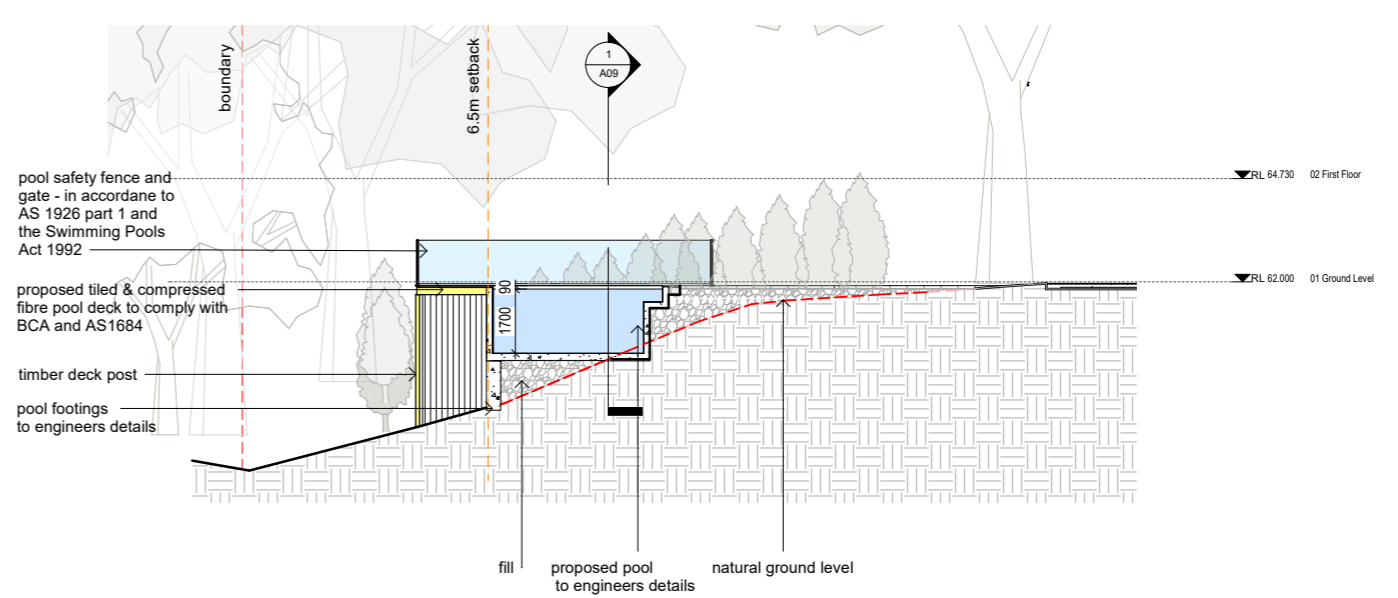 boundary
6.5m setback
1
A09
RL 64.730 02 First Floor
pool safety fence and
gate - in accordane to
AS 1926 part 1 and
the Swimming Pools
Act 1992
RL 62.000 01 Ground Level
proposed tiled & compressed
fibre pool deck to comply with
BCA and AS1684
90
1700
timber deck post
pool footings
to engineers details
fill
proposed pool
to engineers details
natural ground level